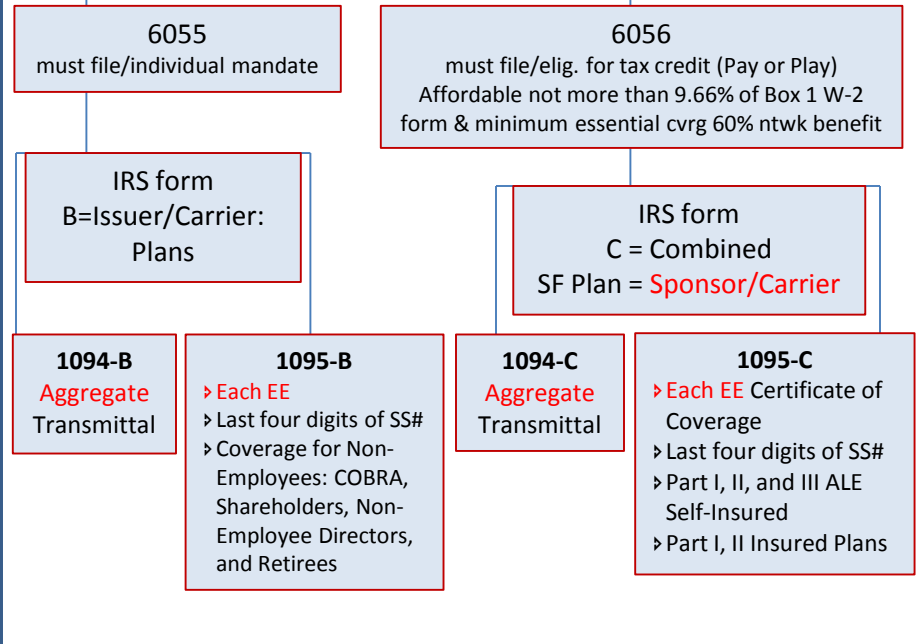 6055
must file/individual mandate
6056
must file/elig. for tax credit (Pay or Play)
Affordable not more than 9.66% of Box 1 W-2
form & minimum essential cvrg 60% ntwk benefit
IRS form
B=Issuer/Carrier:
Plans
IRS form
C = Combined
SF Plan = Sponsor/Carrier
1094-B
Aggregate
Transmittal
1095-B
Each EE
Last four digits of SS#
Coverage for Non-
Employees: COBRA,
Shareholders, Non-
Employee Directors,
and Retirees
1094-C
Aggregate
Transmittal
1095-C
Each EE Certificate of
Coverage
Last four digits of SS#
Part I, II, and III ALE
Self-Insured
Part I, II Insured Plans